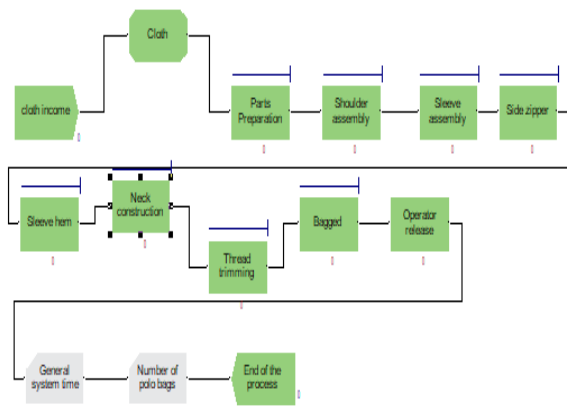 Cloth
cloth income
Parts
Preparation
Shoulder
assembly
Sleeve
assembly
Side zipper
Sleeve hem
Neck
construction
Thread
trimming
Bagged
Operator
release
General
system time
Number of
polo bags
End of the
process